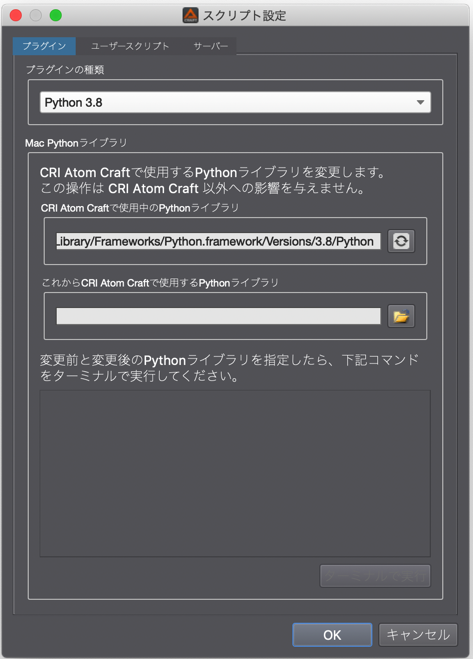 スクリプト設定
プラグイン ユーザースクリプト サーバー
プラグインの種類
Python 3.8
Mac Pythonライブラリ
CRI Atom Craftで使用するPythonライブラリを変更します。
この操作は CRI Atom Craft 以外への影響を与えません。
CRI Atom Craftで使用中のPythonライブラリ
Library/Frameworks/Python.framework/Versions/3.8/Python
これからCRI Atom Craftで使用するPythonライブラリ
変更前と変更後のPythonライブラリを指定したら、下記コマンド
をターミナルで実行してください。
ターミナルで実行
OK キャンセル